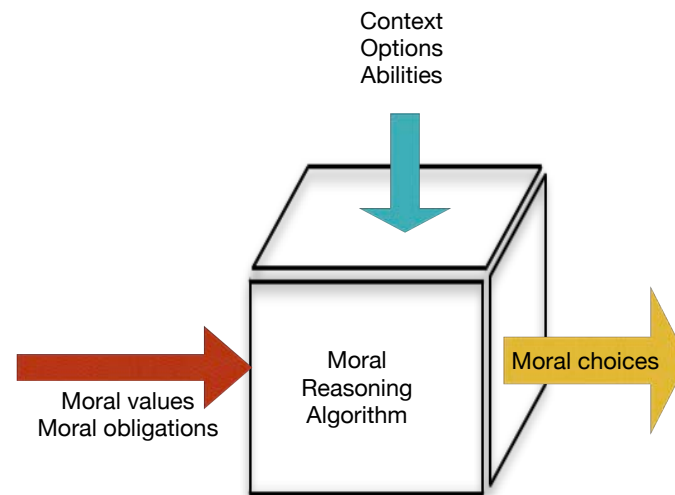 Context
Options
Abilities
Moral
Reasoning
Algorithm
Moral choices
Moral values
Moral obligations